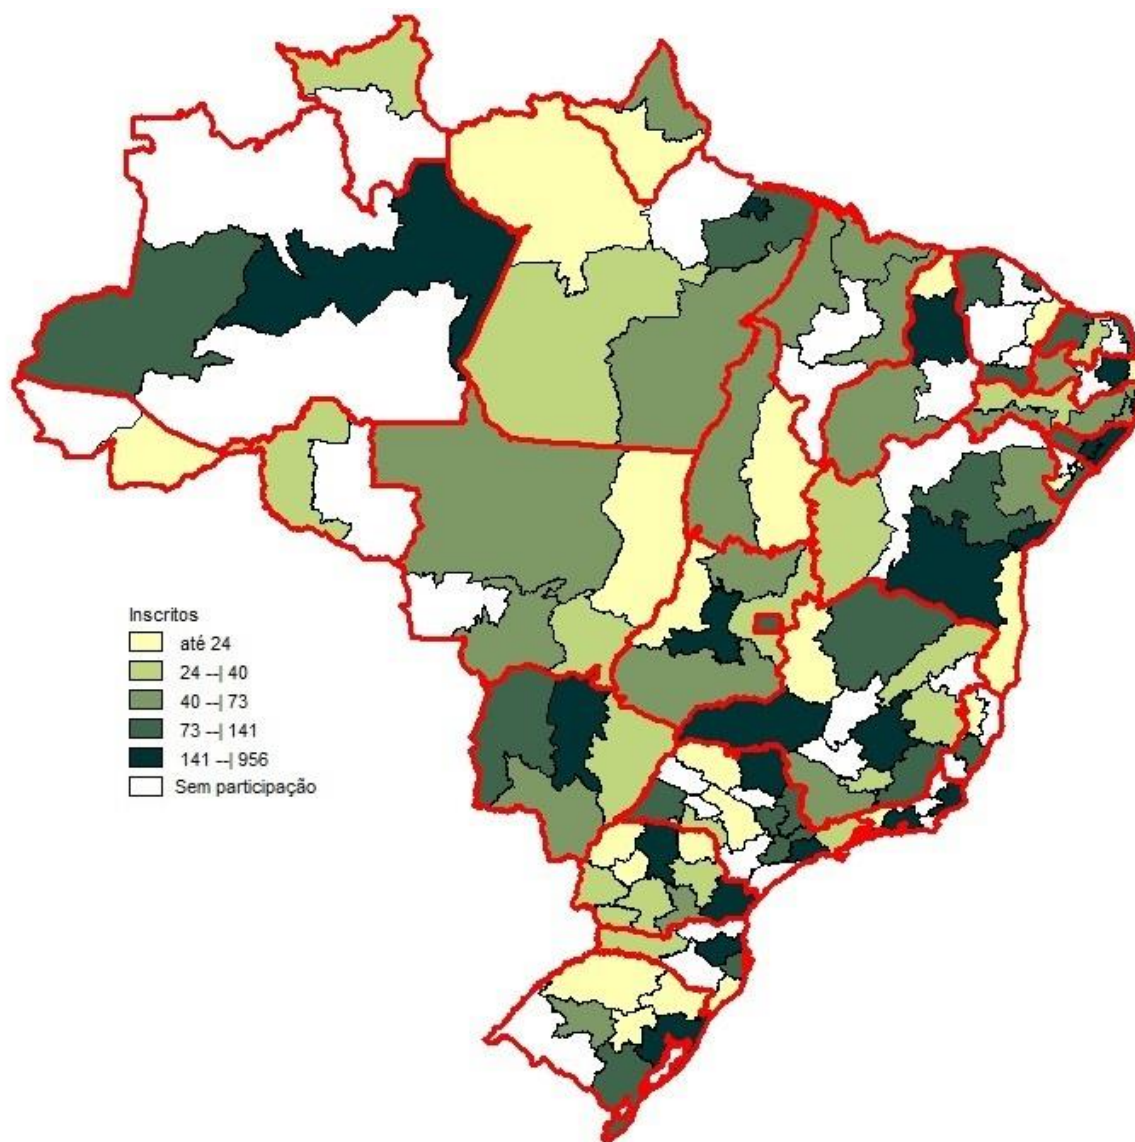 Inscritos
até 24
24 --| 40
40 --| 73
73 --| 141
141 --| 956
Sem participação